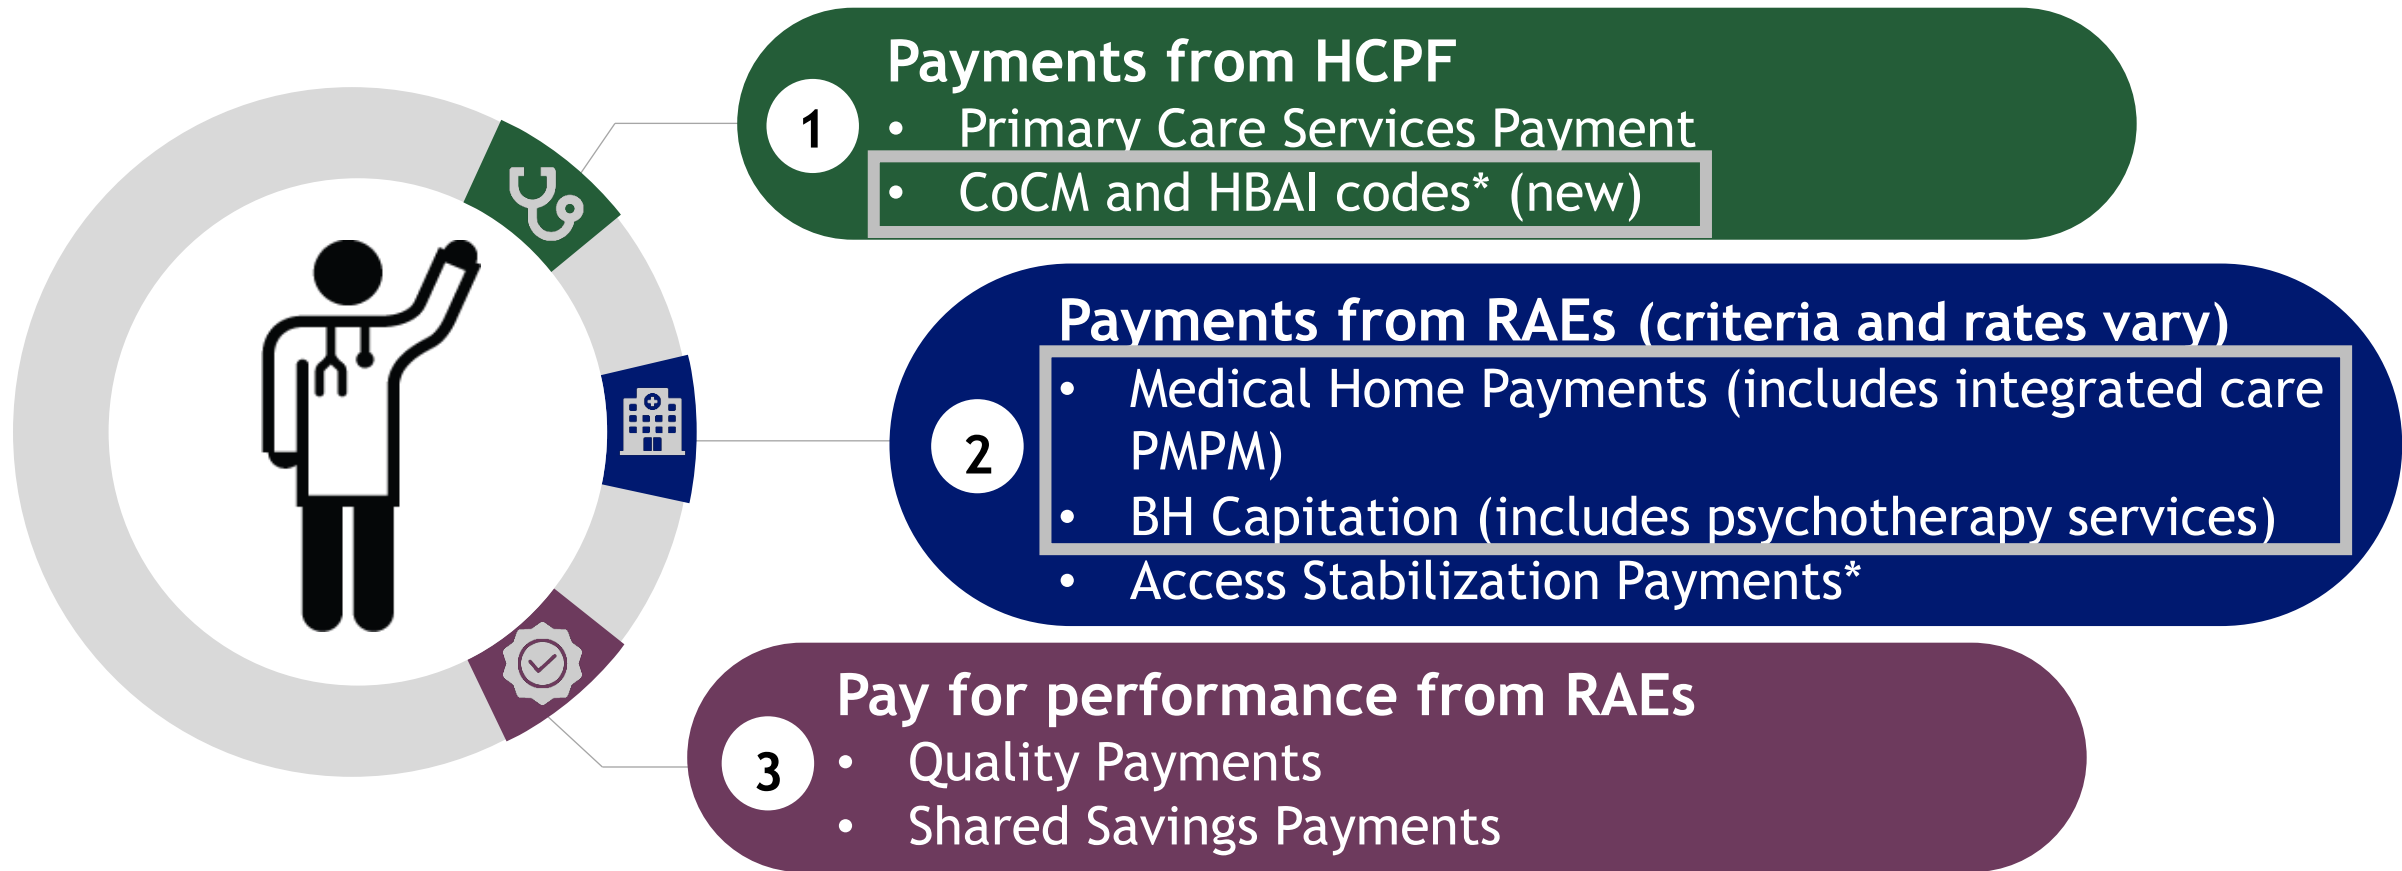 1
Payments from HCPF
• Primary Care Services Payment
• CoCM and HBAI codes* (new)
2
Payments from RAEs (criteria and rates vary)
• Medical Home Payments (includes integrated care
PMPM)
• BH Capitation (includes psychotherapy services)
• Access Stabilization Payments*
3
Pay for performance from RAEs
• Quality Payments
• Shared Savings Payments